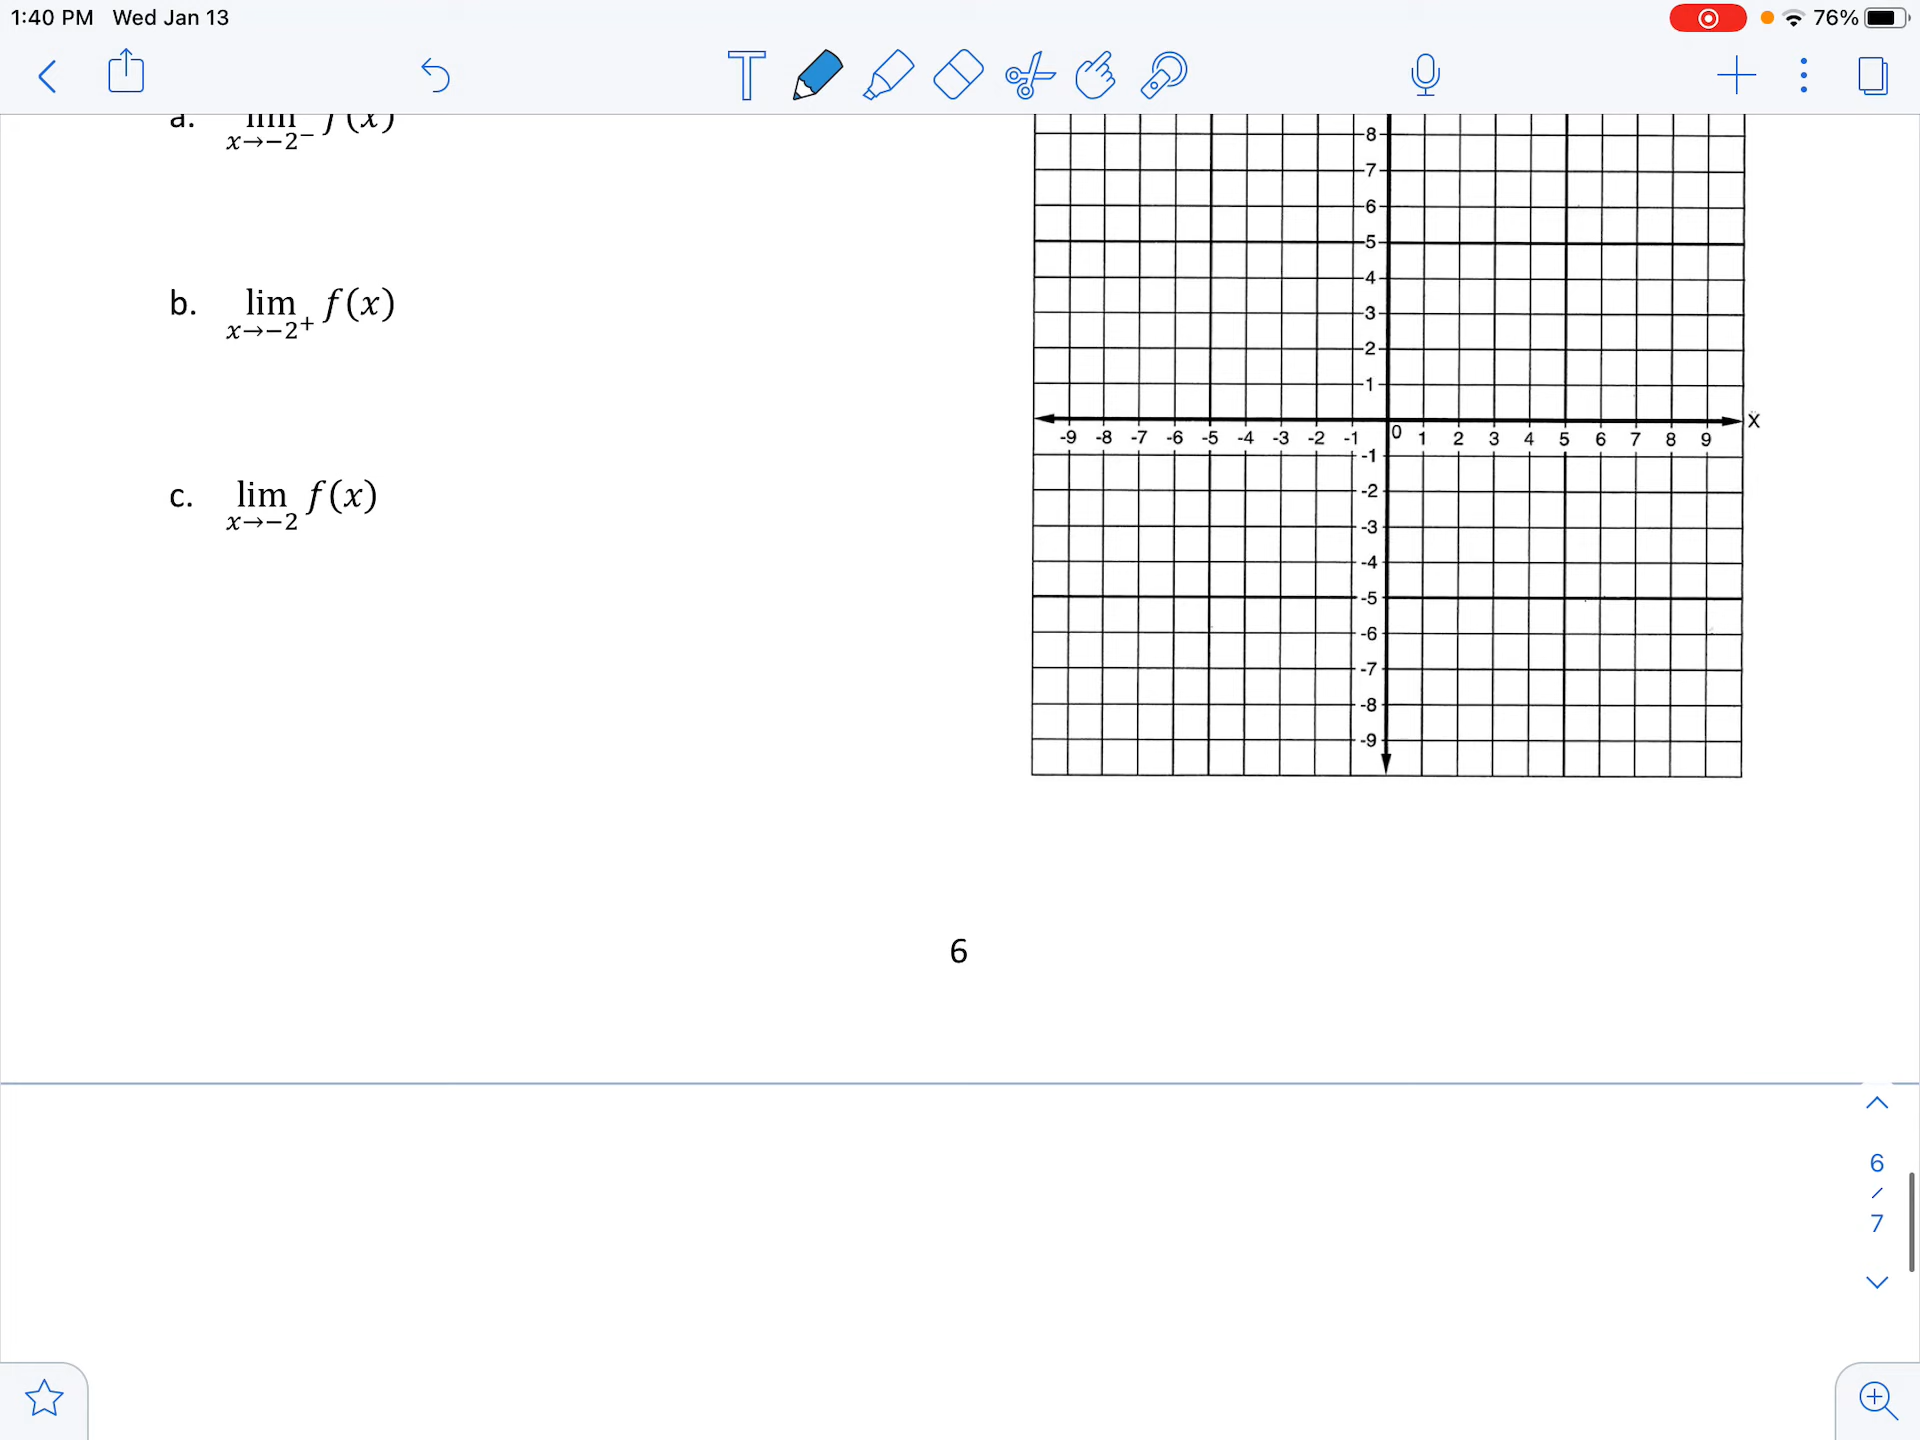 1:40 PM Wed Jan 13
76%
T
a. lim f(x)
x→−2⁻
b. lim f(x)
x→−2⁺
c. lim f(x)
x→−2
8
7
6
5
4
3
2
1
-9 -8 -7 -6 -5 -4 -3 -2 -1 0 1 2 3 4 5 6 7 8 9 X
-1
-2
-3
-4
-5
-6
-7
-8
-9
6
6
/
7